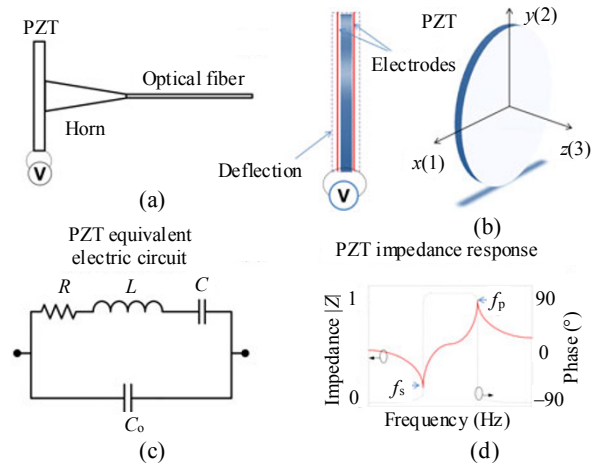 PZT
Optical fiber
Horn
V
(a)
PZT
Electrodes
Deflection
V
y(2)
x(1)
z(3)
(b)
PZT equivalent
electric circuit
R
L
C
Co
(c)
PZT impedance response
Impedance |Z|
1
0
fs
fp
90
0
–90
Phase (°)
Frequency (Hz)
(d)